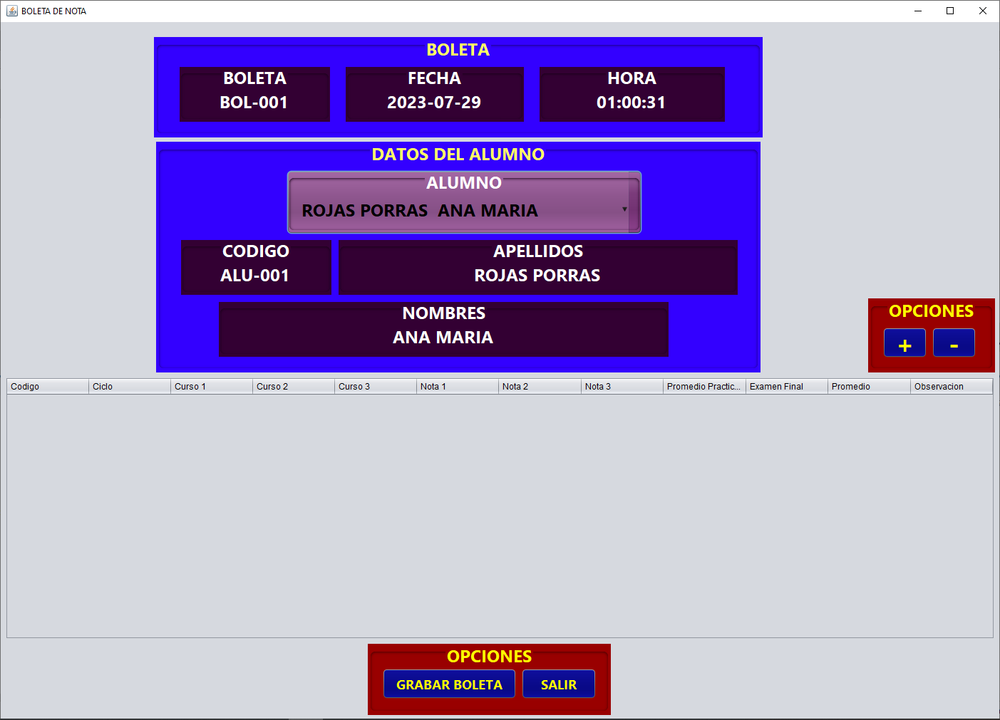 BOLETA DE NOTA
BOLETA
BOLETA FECHA HORA
BOL-001 2023-07-29 01:00:31
DATOS DEL ALUMNO
ALUMNO
ROJAS PORRAS ANA MARIA
CODIGO APELLIDOS
ALU-001 ROJAS PORRAS
NOMBRES
ANA MARIA
OPCIONES
+ -
Codigo Ciclo Curso 1 Curso 2 Curso 3 Nota 1 Nota 2 Nota 3 Promedio Practic... Examen Final Promedio Observacion
OPCIONES
GRABAR BOLETA SALIR